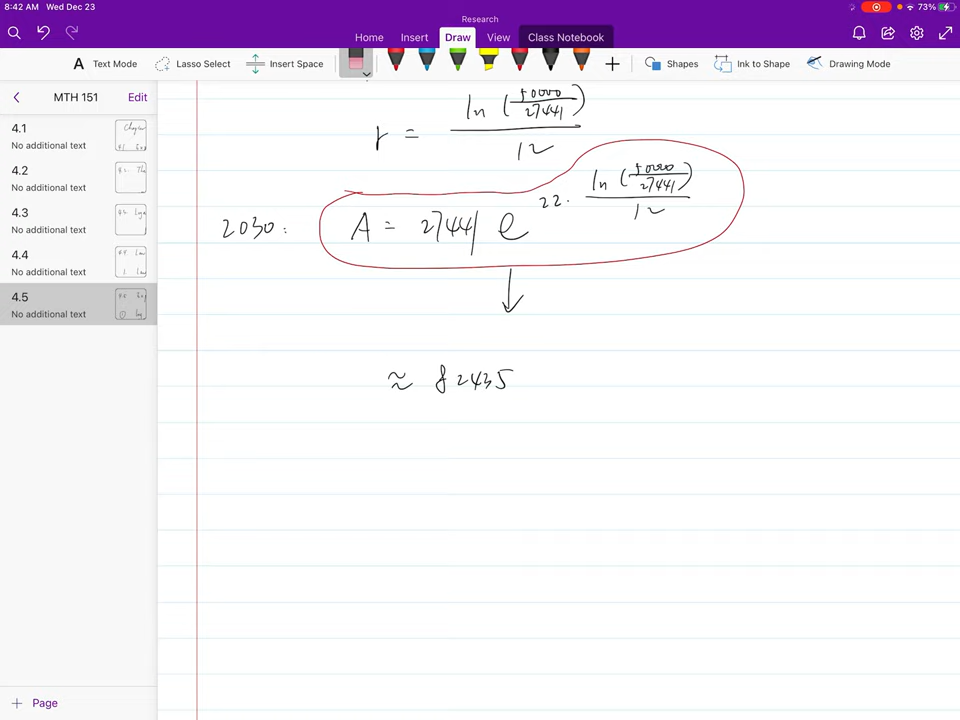 8:42 AM Wed Dec 23
73%
Research
Home Insert Draw View Class Notebook
Text Mode Lasso Select Insert Space Shapes Ink to Shape Drawing Mode
MTH 151 Edit
4.1
No additional text
4.2
No additional text
4.3
No additional text
4.4
No additional text
4.5
No additional text
Page
r = ln (50000/27441) / 12
2030: A = 27441 e^(22 · ln (50000/27441) / 12)
≈ 82435